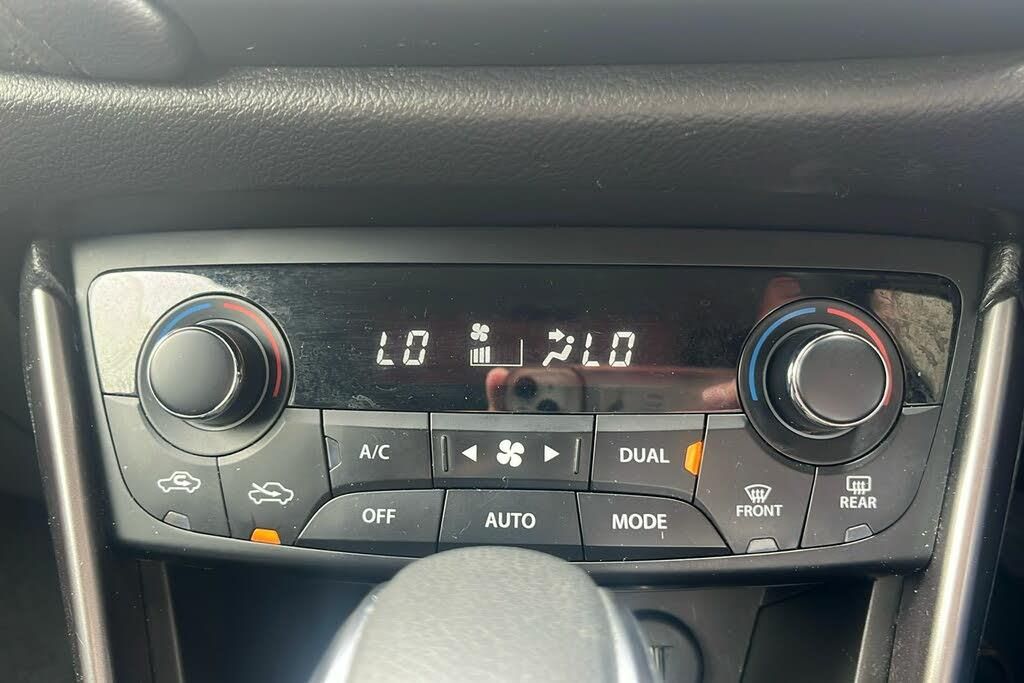 LO LO
A/C
DUAL
OFF
AUTO
MODE
FRONT
REAR